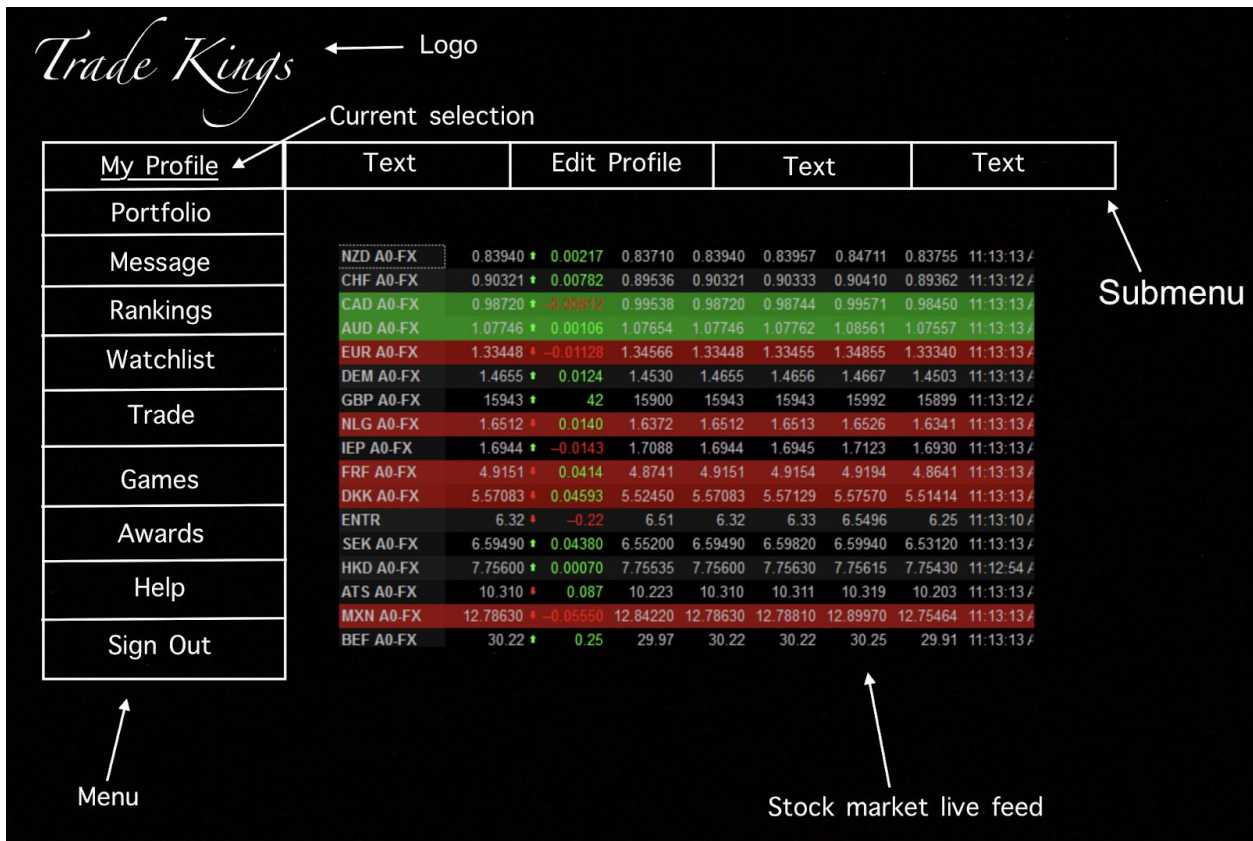 Trade Kings
Logo
Current selection
My Profile Text Edit Profile Text Text
Portfolio
Message
Rankings
Watchlist
Trade
Games
Awards
Help
Sign Out
Submenu
NZD A0-FX 0.83940 0.00217 0.83710 0.83940 0.83957 0.84711 0.83755 11:13:13
CHF A0-FX 0.90321 0.00782 0.89536 0.90321 0.90333 0.90410 0.89362 11:13:12
CAD A0-FX 0.98720 0.99538 0.98720 0.98744 0.99571 0.98450 11:13:13
AUD A0-FX 1.07746 0.00106 1.07654 1.07746 1.07762 1.08561 1.07557 11:13:13
EUR A0-FX 1.33448 –0.01128 1.34566 1.33448 1.33455 1.34855 1.33340 11:13:13
DEM A0-FX 1.4655 0.0124 1.4530 1.4655 1.4656 1.4667 1.4503 11:13:13
GBP A0-FX 15943 42 15900 15943 15943 15992 15899 11:13:12
NLG A0-FX 1.6512 0.0140 1.6372 1.6512 1.6513 1.6526 1.6341 11:13:13
IEP A0-FX 1.6944 –0.0143 1.7088 1.6944 1.6945 1.7123 1.6930 11:13:13
FRF A0-FX 4.9151 0.0414 4.8741 4.9151 4.9154 4.9194 4.8641 11:13:13
DKK A0-FX 5.57083 0.04593 5.52450 5.57083 5.57129 5.57570 5.51414 11:13:13
ENTR 6.32 –0.22 6.51 6.32 6.33 6.5496 6.25 11:13:10
SEK A0-FX 6.59490 0.04380 6.55200 6.59490 6.59820 6.59940 6.53120 11:13:13
HKD A0-FX 7.75600 0.00070 7.75535 7.75600 7.75630 7.75615 7.75430 11:12:54
ATS A0-FX 10.310 0.087 10.223 10.310 10.311 10.319 10.203 11:13:13
MXN A0-FX 12.78630 –0.05550 12.84220 12.78630 12.78810 12.89970 12.75464 11:13:13
BEF A0-FX 30.22 0.25 29.97 30.22 30.22 30.25 29.91 11:13:13
Menu
Stock market live feed